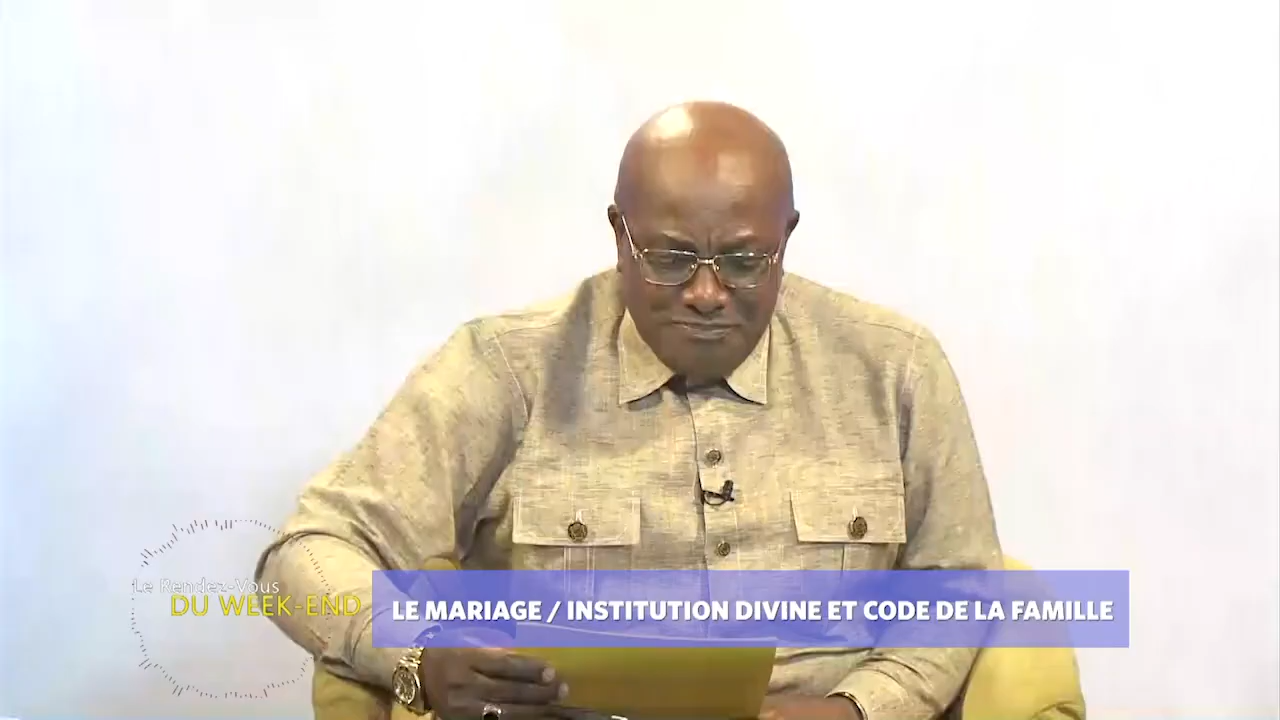 Le Rendez-Vous
DU WEEK-END
LE MARIAGE / INSTITUTION DIVINE ET CODE DE LA FAMILLE